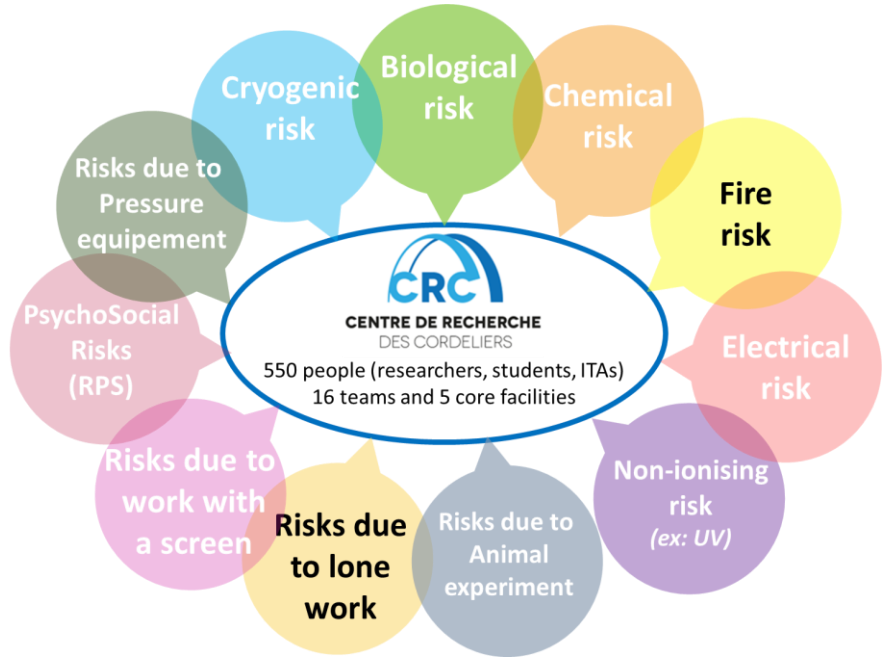 Biological
risk
Chemical
risk
Fire
risk
Electrical
risk
Non-ionising
risk
(ex: UV)
Risks due to
Animal
experiment
Risks due
to lone
work
Risks due to
work with
a screen
PsychoSocial
Risks
(RPS)
Risks due to
Pressure
equipement
Cryogenic
risk
CRC
CENTRE DE RECHERCHE
DES CORDELIERS
550 people (researchers, students, ITAs)
16 teams and 5 core facilities